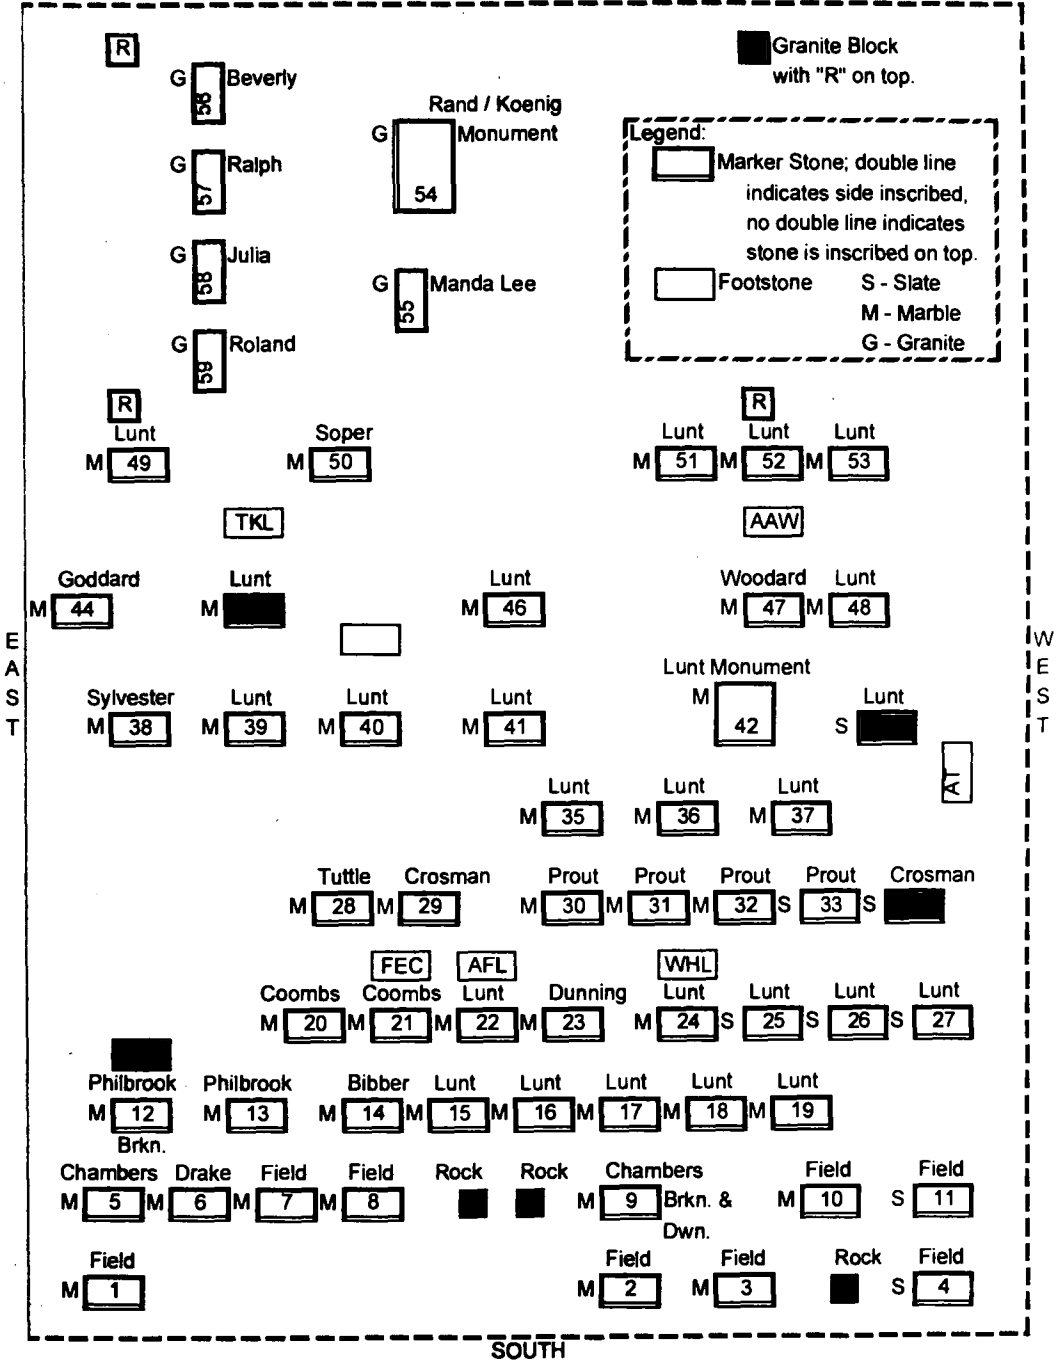 R
Granite Block
with "R" on top.
G 56 Beverly
Rand / Koenig
G 54 Monument
Legend:
Marker Stone; double line
indicates side inscribed,
no double line indicates
stone is inscribed on top.
Footstone S - Slate
M - Marble
G - Granite
G 57 Ralph
G 58 Julia
G 55 Manda Lee
G 59 Roland
R R
Lunt Soper Lunt Lunt Lunt
M 49 M 50 M 51 M 52 M 53
TKL AAW
Goddard Lunt Lunt Woodard Lunt
M 44 M M 46 M 47 M 48
EAST
WEST
Lunt Monument
Sylvester Lunt Lunt Lunt M Lunt
M 38 M 39 M 40 M 41 42 S
AT
Lunt Lunt Lunt
M 35 M 36 M 37
Tuttle Crosman Prout Prout Prout Prout Crosman
M 28 M 29 M 30 M 31 M 32 S 33 S
FEC AFL WHL
Coombs Coombs Lunt Dunning Lunt Lunt Lunt Lunt
M 20 M 21 M 22 M 23 M 24 S 25 S 26 S 27
Philbrook Philbrook Bibber Lunt Lunt Lunt Lunt Lunt
M 12 M 13 M 14 M 15 M 16 M 17 M 18 M 19
Brkn.
Chambers Drake Field Field Rock Rock Chambers Field Field
M 5 M 6 M 7 M 8 M 9 Brkn. & M 10 S 11
Dwn.
Field Field Field Rock Field
M 1 M 2 M 3 S 4
SOUTH